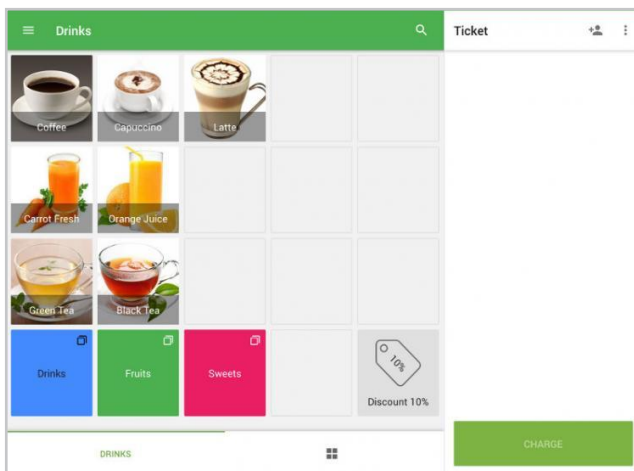 Drinks
Ticket
Coffee
Capuccino
Latte
Carrot Fresh
Orange Juice
Green Tea
Black Tea
Drinks
Fruits
Sweets
10%
Discount 10%
DRINKS
CHARGE